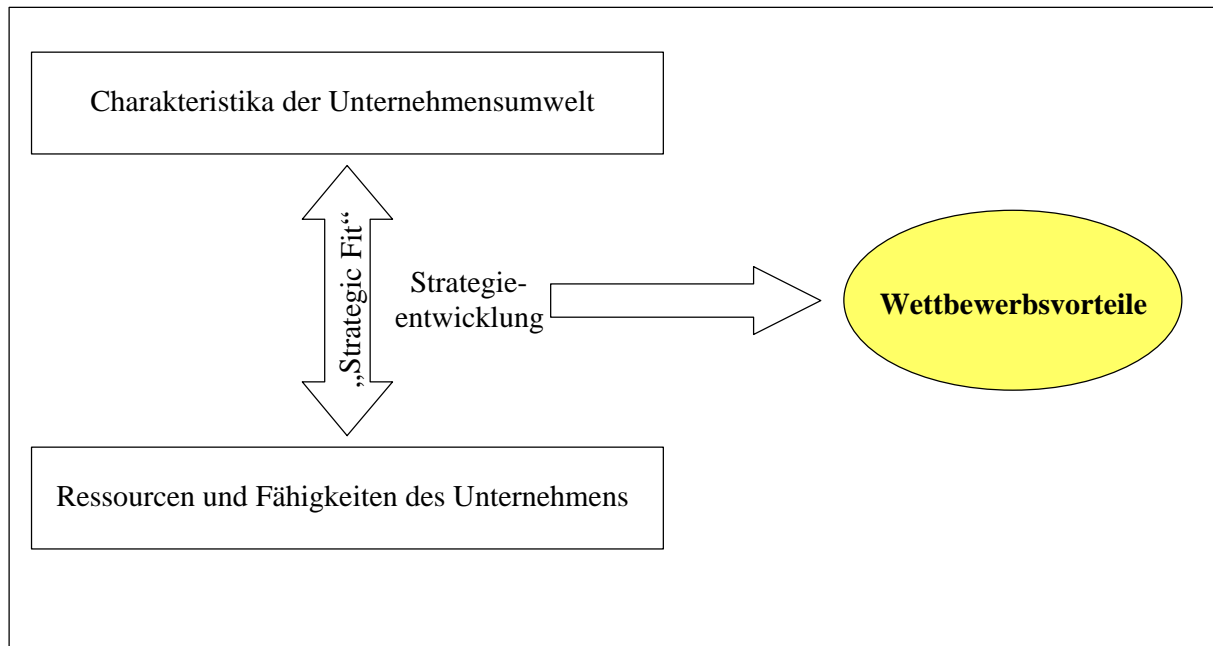 Charakteristika der Unternehmensumwelt
„Strategic Fit“
Strategie-
entwicklung
Wettbewerbsvorteile
Ressourcen und Fähigkeiten des Unternehmens